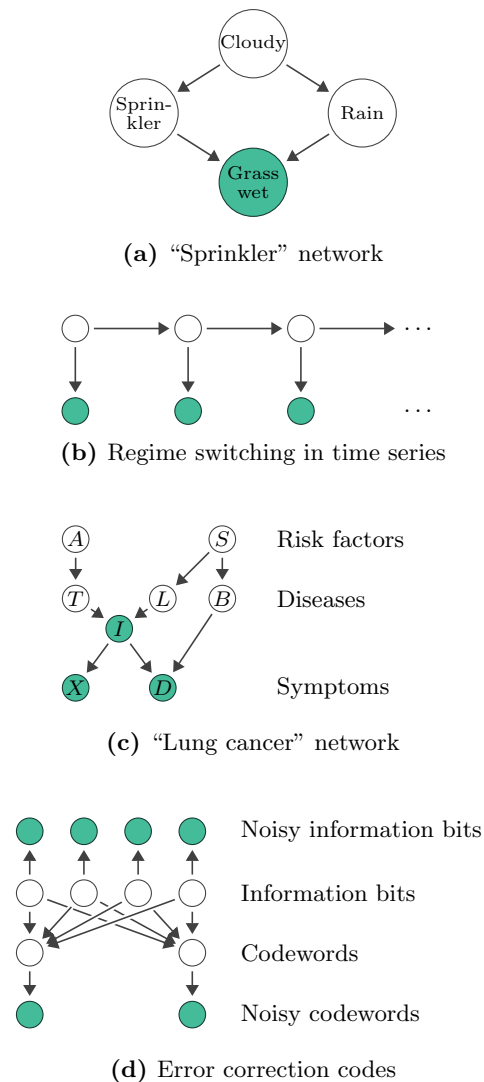 Cloudy
Sprin-
kler
Rain
Grass
wet
(a) “Sprinkler” network
· · ·
· · ·
(b) Regime switching in time series
A S Risk factors
T L B Diseases
I
X D Symptoms
(c) “Lung cancer” network
Noisy information bits
Information bits
Codewords
Noisy codewords
(d) Error correction codes